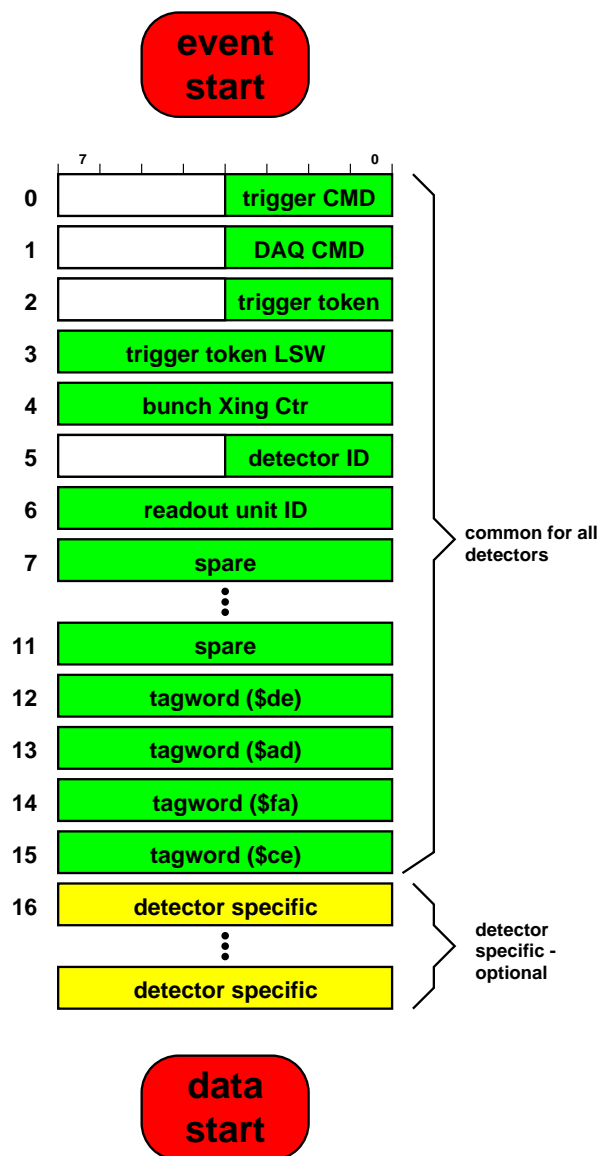 event
start
7 0
0 trigger CMD
1 DAQ CMD
2 trigger token
3 trigger token LSW
4 bunch Xing Ctr
5 detector ID
6 readout unit ID
common for all
detectors
7 spare
11 spare
12 tagword ($de)
13 tagword ($ad)
14 tagword ($fa)
15 tagword ($ce)
16 detector specific
detector
specific -
optional
detector specific
data
start